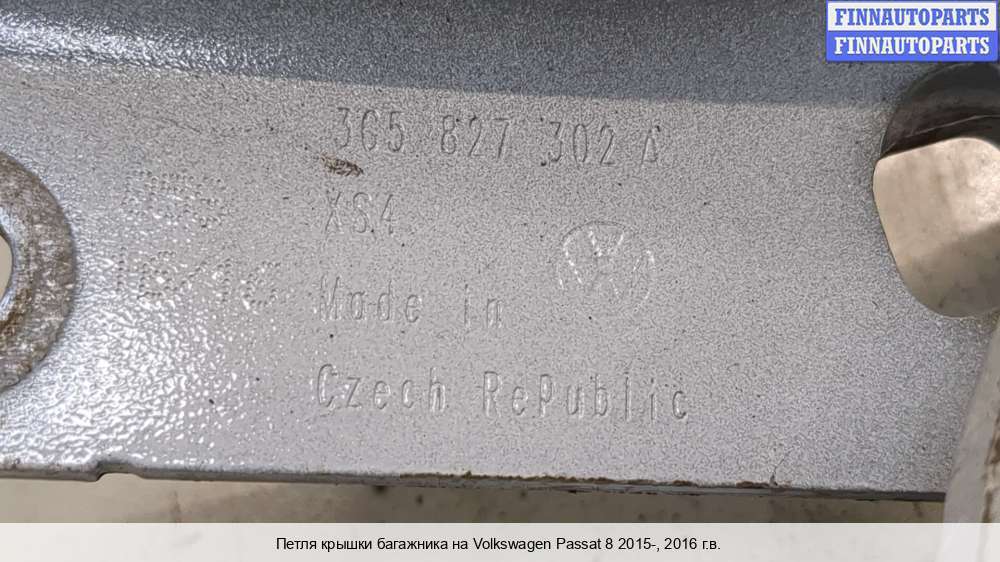 FINNAUTOPARTS
FINNAUTOPARTS
3G5 827 302 A
XS4
Made in
Czech RePublic
Петля крышки багажника на Volkswagen Passat 8 2015-, 2016 г.в.